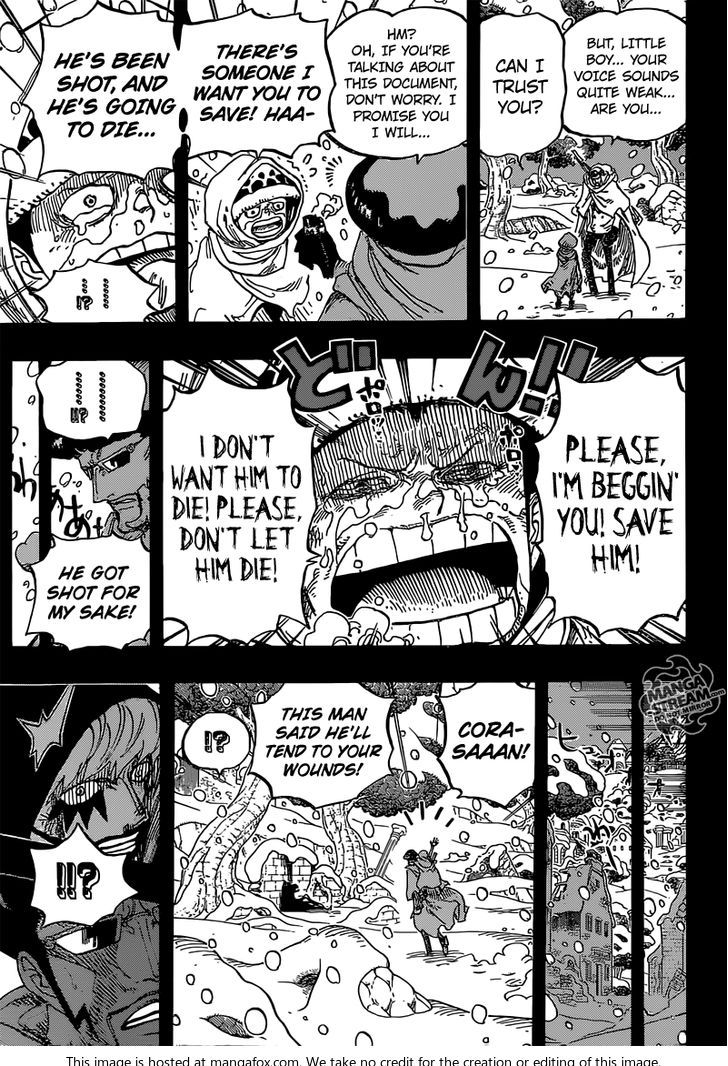 BUT, LITTLE
BOY... YOUR
VOICE SOUNDS
QUITE WEAK...
ARE YOU...
CAN I
TRUST
YOU?
HM?
OH, IF YOU'RE
TALKING ABOUT
THIS DOCUMENT,
DON'T WORRY. I
PROMISE YOU
I WILL...
THERE'S
SOMEONE I
WANT YOU TO
SAVE! HAA-
HE'S BEEN
SHOT, AND
HE'S GOING
TO DIE...
!?
どん!!
ポロッ
ポロ
PLEASE,
I'M BEGGIN'
YOU! SAVE
HIM!
I DON'T
WANT HIM TO
DIE! PLEASE,
DON'T LET
HIM DIE!
!!?
HE GOT
SHOT FOR
MY SAKE!
MANGA
STREAM
CORA-
SAAAN!
THIS MAN
SAID HE'LL
TEND TO YOUR
WOUNDS!
!?
!!?
This image is hosted at mangafox.com. We take no credit for the creation or editing of this image.